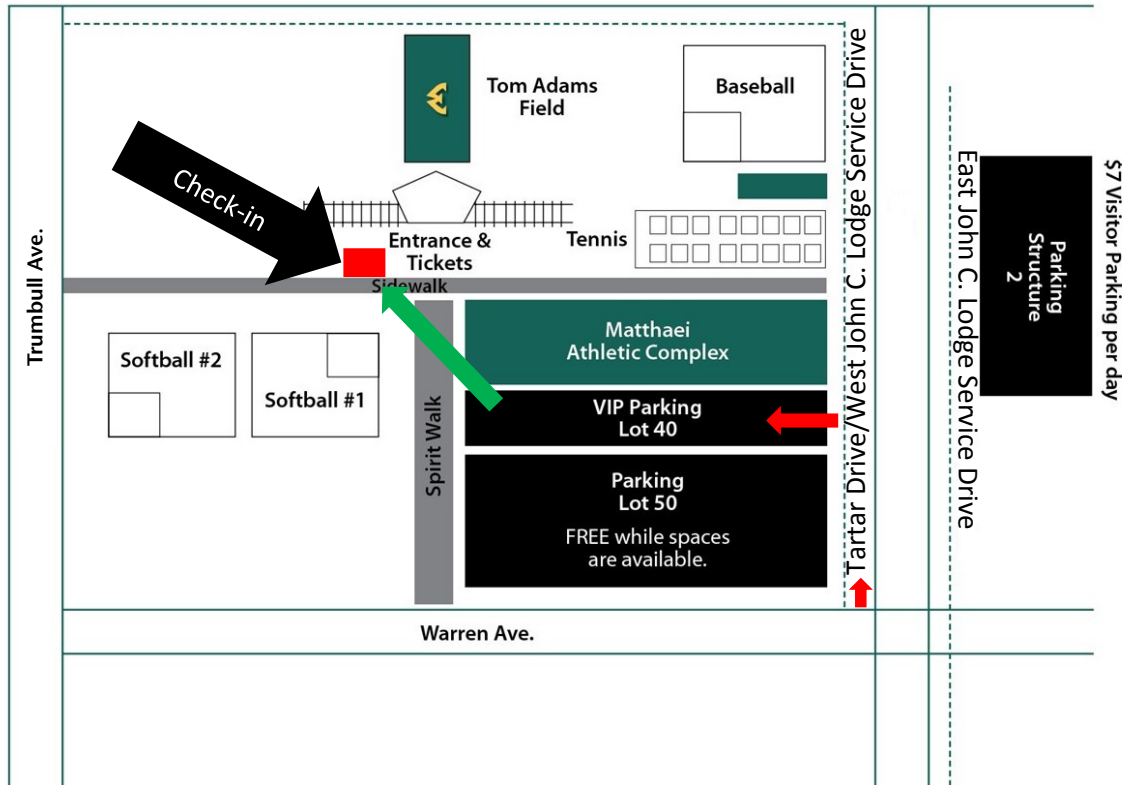 Tom Adams
Field
Baseball
Check-in
Entrance &
Tickets
Tennis
Sidewalk
Trumbull Ave.
Softball #2
Softball #1
Spirit Walk
Matthaei
Athletic Complex
VIP Parking
Lot 40
Parking
Lot 50
FREE while spaces
are available.
Tartar Drive/West John C. Lodge Service Drive
East John C. Lodge Service Drive
Parking
Structure
2
$7 Visitor Parking per day
Warren Ave.